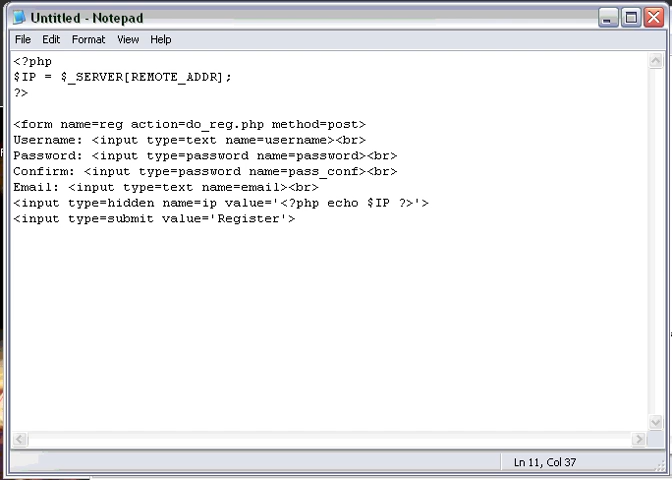 Untitled - Notepad
File Edit Format View Help
<?php
$IP = $_SERVER[REMOTE_ADDR];
?>
<form name=reg action=do_reg.php method=post>
Username: <input type=text name=username><br>
Password: <input type=password name=password><br>
Confirm: <input type=password name=pass_conf><br>
Email: <input type=text name=email><br>
<input type=hidden name=ip value='<?php echo $IP ?>'>
<input type=submit value='Register'>
Ln 11, Col 37